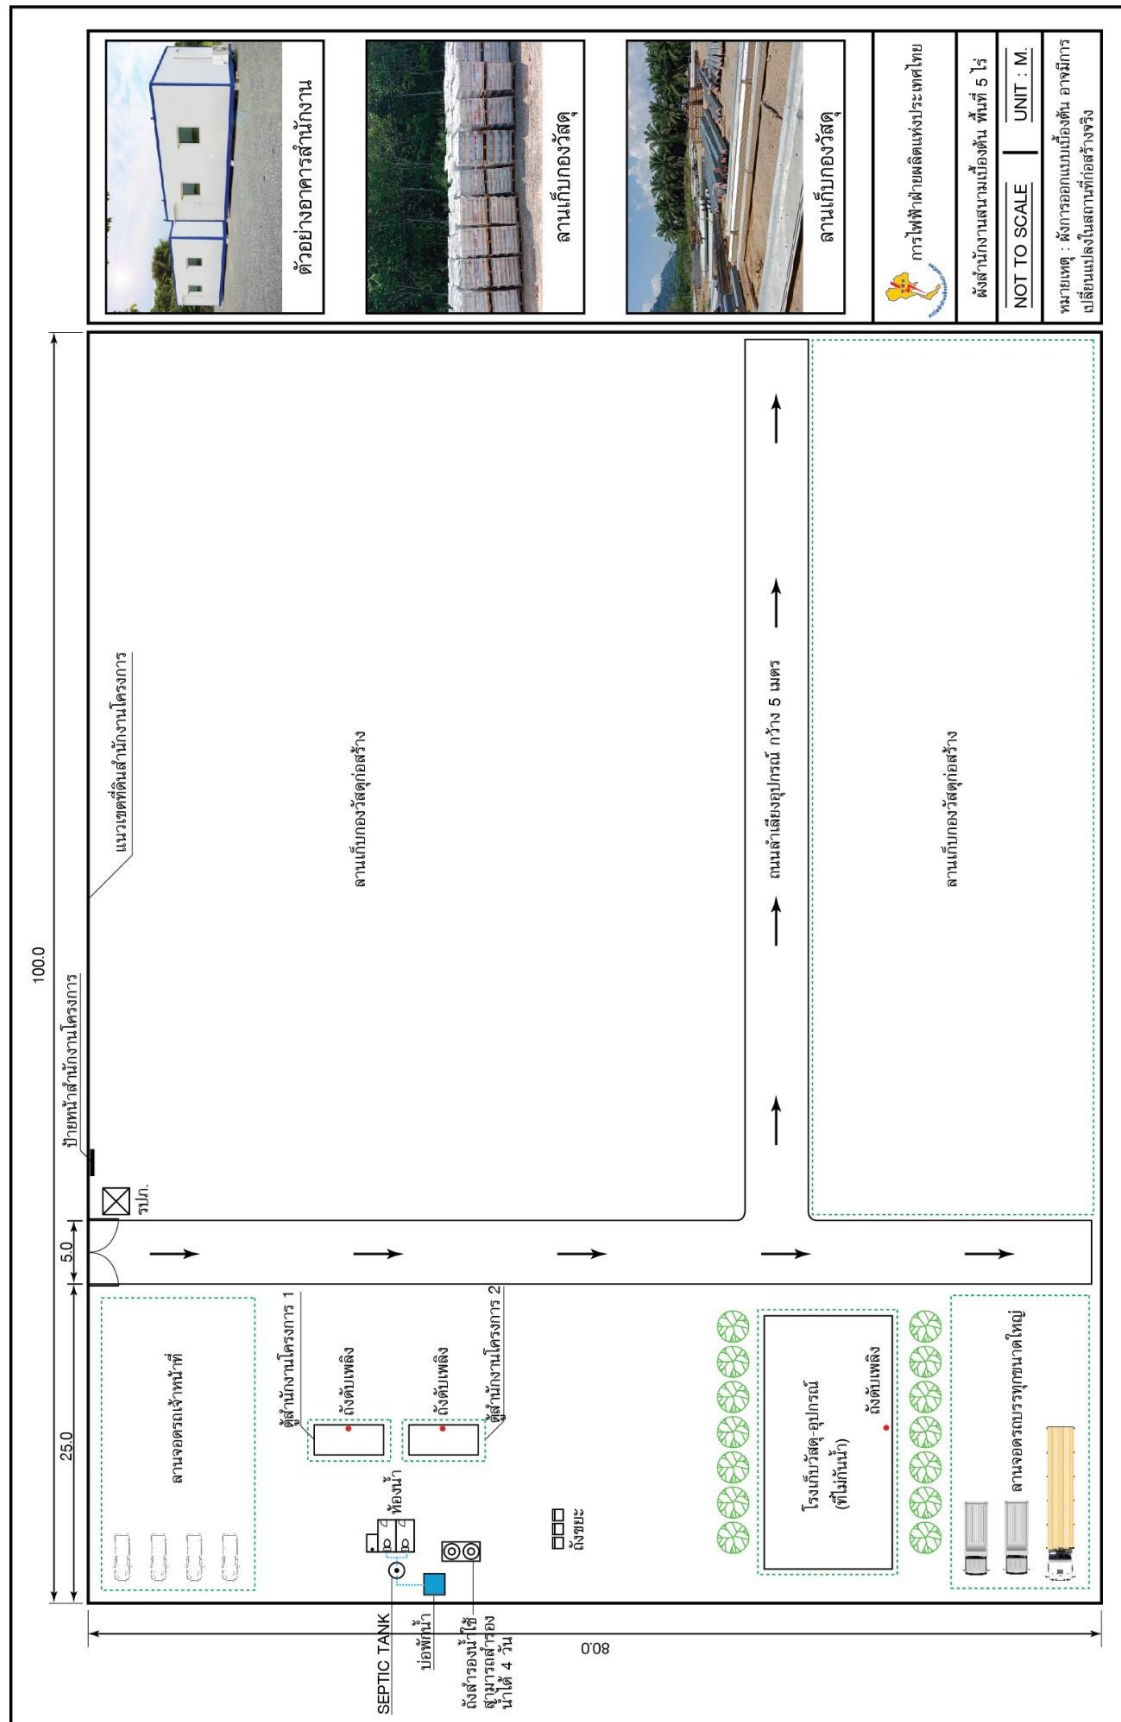 100.0
25.0
5.0
80.0
ป้ายหน้าสำนักงานโครงการ
แนวเขตที่ดินสำนักงานโครงการ
รปภ.
ลานจอดรถเจ้าหน้าที่
ตู้สำนักงานโครงการ 1
ถังดับเพลิง
ถังดับเพลิง
ตู้สำนักงานโครงการ 2
ห้องน้ำ
SEPTIC TANK
บ่อพักน้ำ
ถังสำรองน้ำใช้
สามารถสำรอง
น้ำได้ 4 วัน
ถังขยะ
โรงเก็บวัสดุ-อุปกรณ์
(ที่ไม่กันน้ำ)
ถังดับเพลิง
ลานจอดรถบรรทุกขนาดใหญ่
ลานเก็บกองวัสดุก่อสร้าง
ถนนลำเลียงอุปกรณ์ กว้าง 5 เมตร
ลานเก็บกองวัสดุก่อสร้าง
ตัวอย่างอาคารสำนักงาน
ลานเก็บกองวัสดุ
ลานเก็บกองวัสดุ
การไฟฟ้าฝ่ายผลิตแห่งประเทศไทย
ผังสำนักงานสนามเบื้องต้น พื้นที่ 5 ไร่
NOT TO SCALE
UNIT : M.
หมายเหตุ : ผังการออกแบบเบื้องต้น อาจมีการ
เปลี่ยนแปลงในสถานที่ก่อสร้างจริง